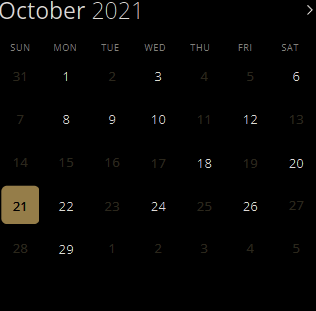 October 2021
SUN MON TUE WED THU FRI SAT
31 1 2 3 4 5 6
7 8 9 10 11 12 13
14 15 16 17 18 19 20
21 22 23 24 25 26 27
28 29 1 2 3 4 5